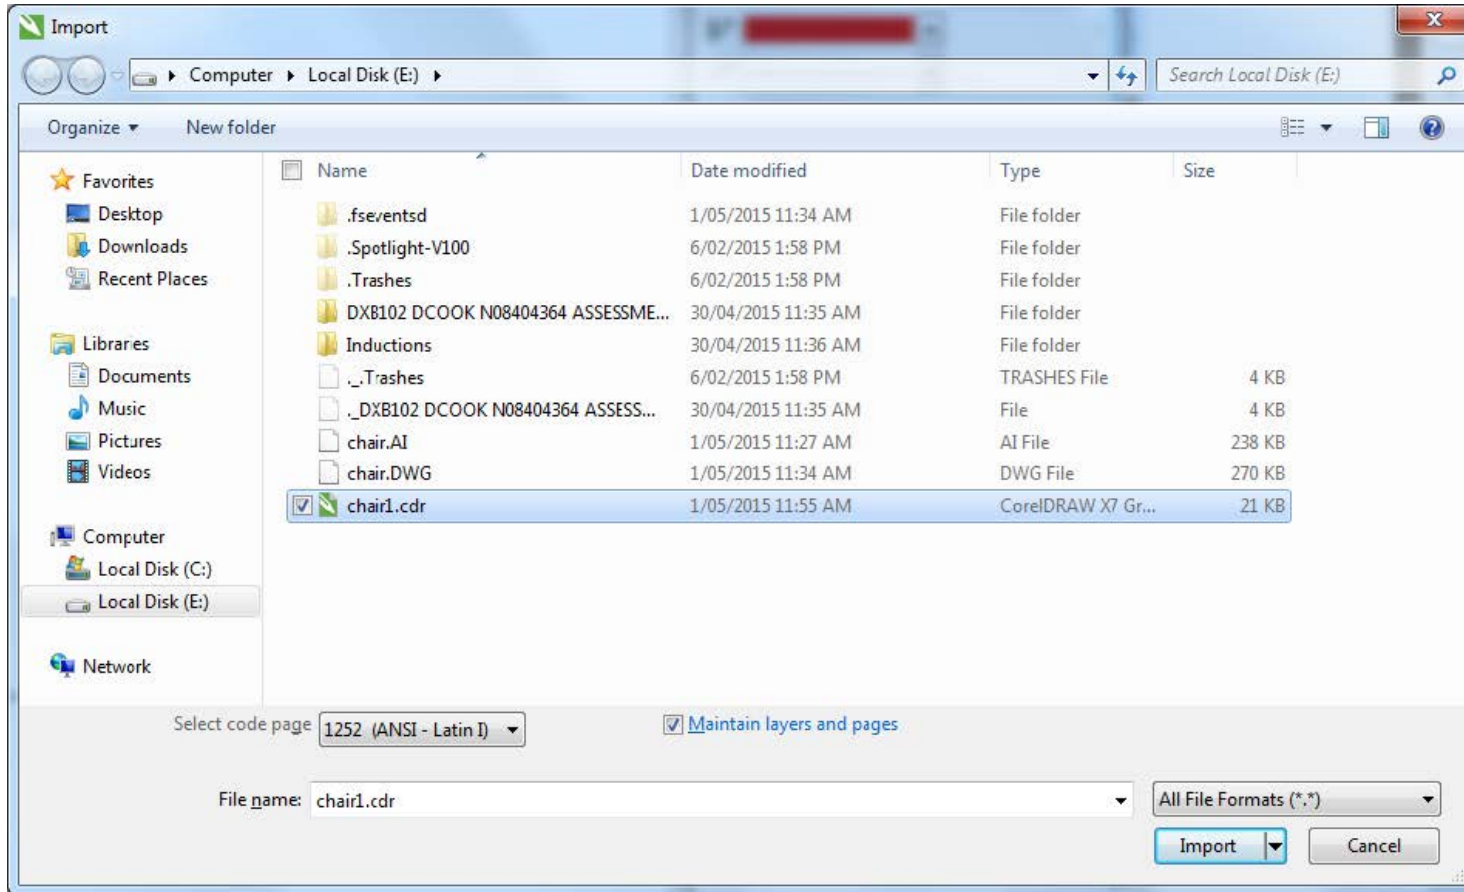 Import
Computer Local Disk (E:) Search Local Disk (E:)
Organize New folder
Name Date modified Type Size
Favorites
Desktop
Downloads
Recent Places
Libraries
Documents
Music
Pictures
Videos
Computer
Local Disk (C:)
Local Disk (E:)
Network
.fseventsd 1/05/2015 11:34 AM File folder
.Spotlight-V100 6/02/2015 1:58 PM File folder
.Trashes 6/02/2015 1:58 PM File folder
DXB102 DCOOK N08404364 ASSESSME... 30/04/2015 11:35 AM File folder
Inductions 30/04/2015 11:36 AM File folder
._.Trashes 6/02/2015 1:58 PM TRASHES File 4 KB
._DXB102 DCOOK N08404364 ASSESS... 30/04/2015 11:35 AM File 4 KB
chair.AI 1/05/2015 11:27 AM AI File 238 KB
chair.DWG 1/05/2015 11:34 AM DWG File 270 KB
chair1.cdr 1/05/2015 11:55 AM CorelDRAW X7 Gr... 21 KB
Select code page 1252 (ANSI - Latin I) Maintain layers and pages
File name: chair1.cdr All File Formats (*.*)
Import Cancel